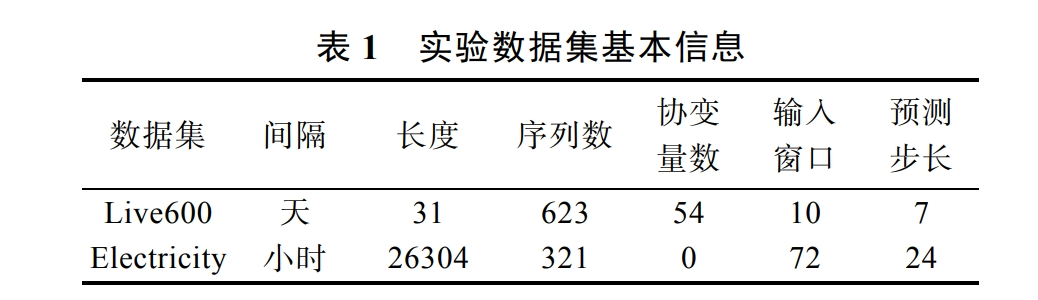 表 1 实验数据集基本信息
数据集 间隔 长度 序列数 协变量数 输入窗口 预测步长
Live600 天 31 623 54 10 7
Electricity 小时 26304 321 0 72 24